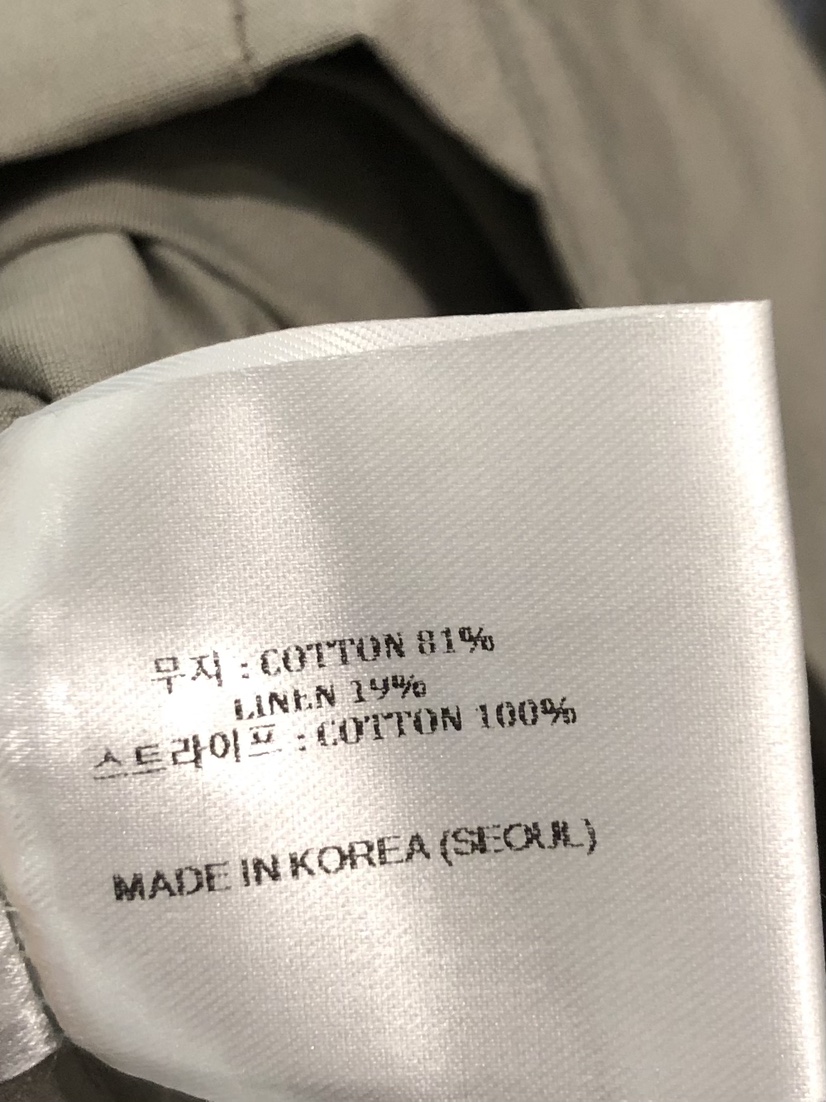 무지 : COTTON 81%
LINEN 19%
스트라이프 : COTTON 100%
MADE IN KOREA (SEOUL)